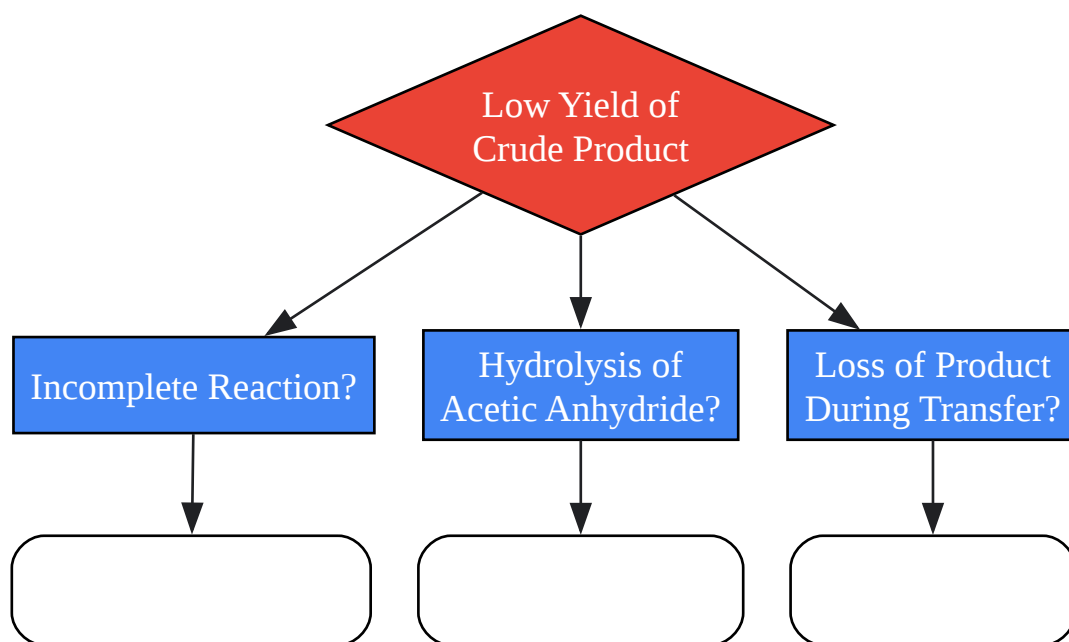 Low Yield of
Crude Product
Incomplete Reaction?
Hydrolysis of
Acetic Anhydride?
Loss of Product
During Transfer?